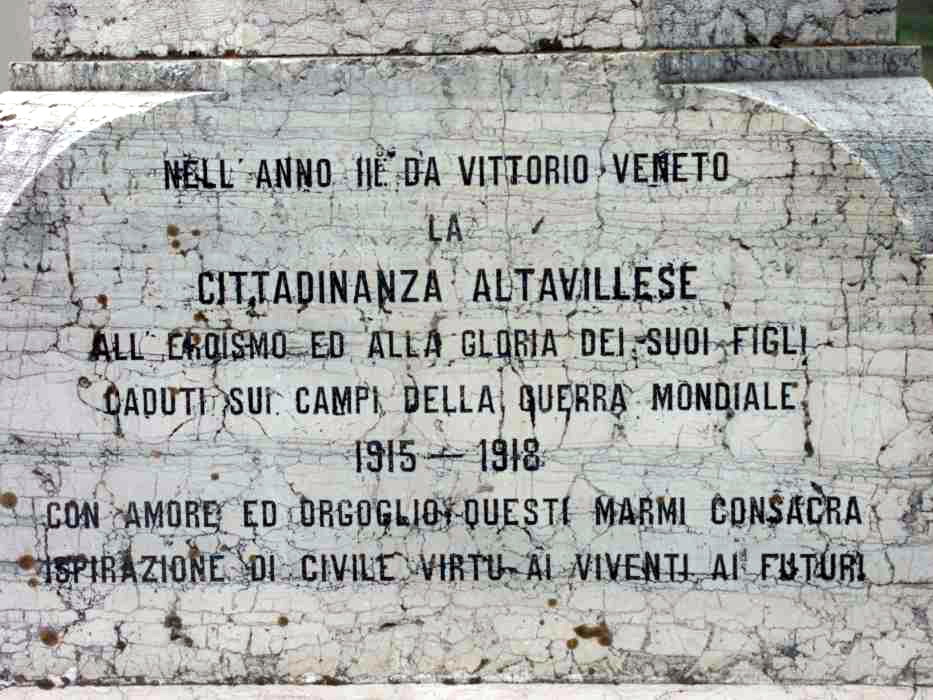 NELL' ANNO III DA VITTORIO VENETO
LA
CITTADINANZA ALTAVILLESE
ALL' EROISMO ED ALLA GLORIA DEI SUOI FIGLI
CADUTI SUI CAMPI DELLA GUERRA MONDIALE
1915 — 1918
CON AMORE ED ORGOGLIO QUESTI MARMI CONSACRA
ISPIRAZIONE DI CIVILE VIRTU AI VIVENTI AI FUTURI